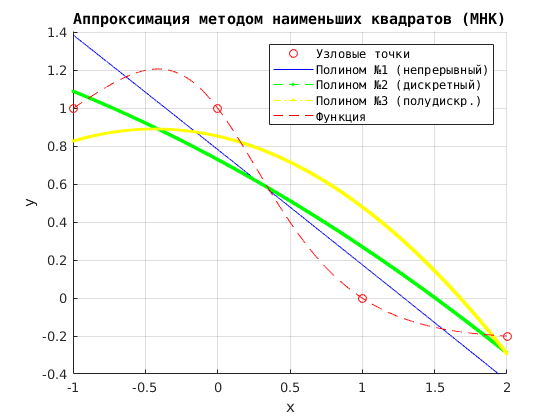 Аппроксимация методом наименьших квадратов (МНК)
1.4
1.2
1
0.8
0.6
0.4
0.2
0
-0.2
-0.4
y
Узловые точки
Полином №1 (непрерывный)
Полином №2 (дискретный)
Полином №3 (полудискр.)
Функция
-1 -0.5 0 0.5 1 1.5 2
x